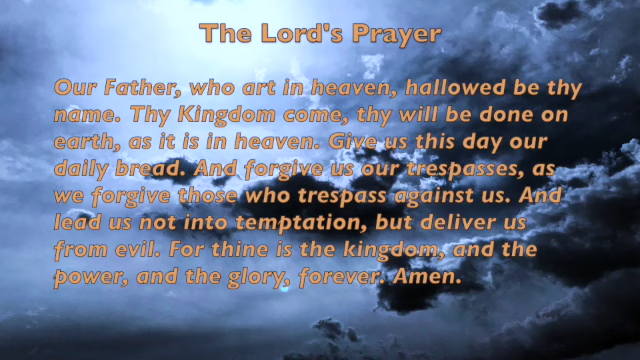 The Lord's Prayer
Our Father, who art in heaven, hallowed be thy
name. Thy Kingdom come, thy will be done on
earth, as it is in heaven. Give us this day our
daily bread. And forgive us our trespasses, as
we forgive those who trespass against us. And
lead us not into temptation, but deliver us
from evil. For thine is the kingdom, and the
power, and the glory, forever. Amen.